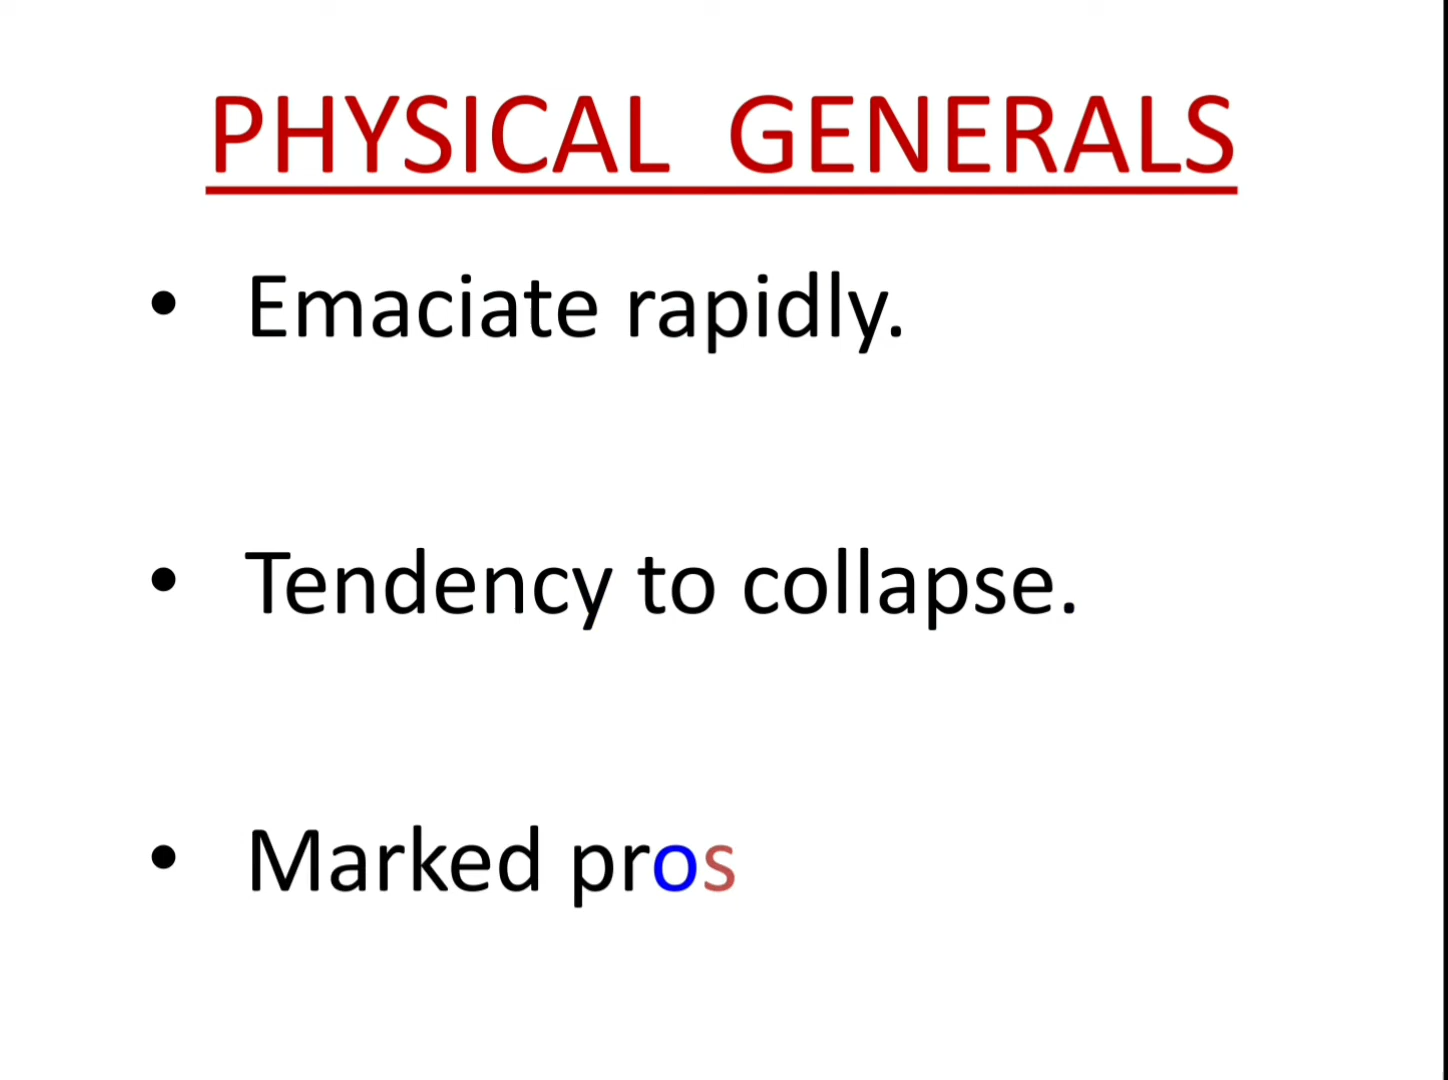 PHYSICAL GENERALS
• Emaciate rapidly.
• Tendency to collapse.
• Marked pros